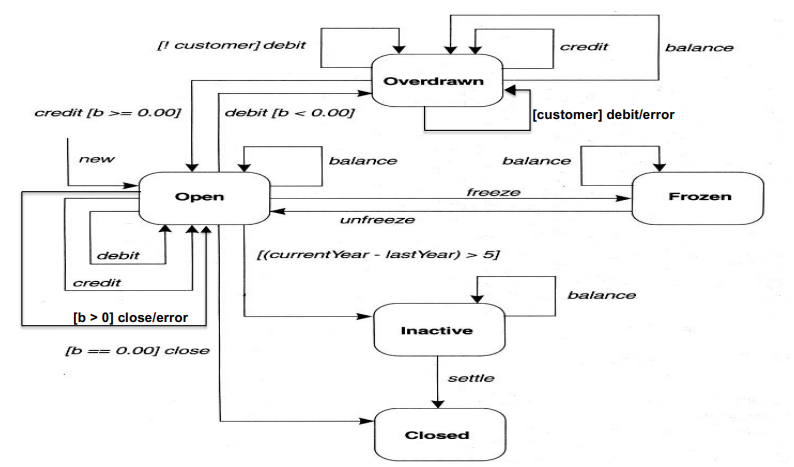 [! customer] debit
credit
balance
Overdrawn
credit [b >= 0.00]
debit [b < 0.00]
[customer] debit/error
new
balance
balance
Open
freeze
Frozen
unfreeze
debit
[(currentYear - lastYear) > 5]
credit
balance
[b > 0] close/error
Inactive
[b == 0.00] close
settle
Closed